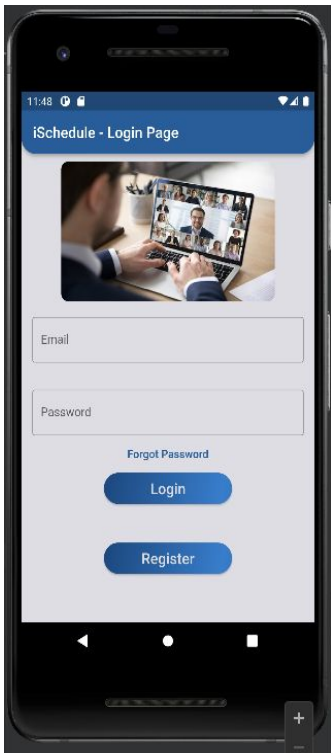 11:48
iSchedule - Login Page
Email
Password
Forgot Password
Login
Register